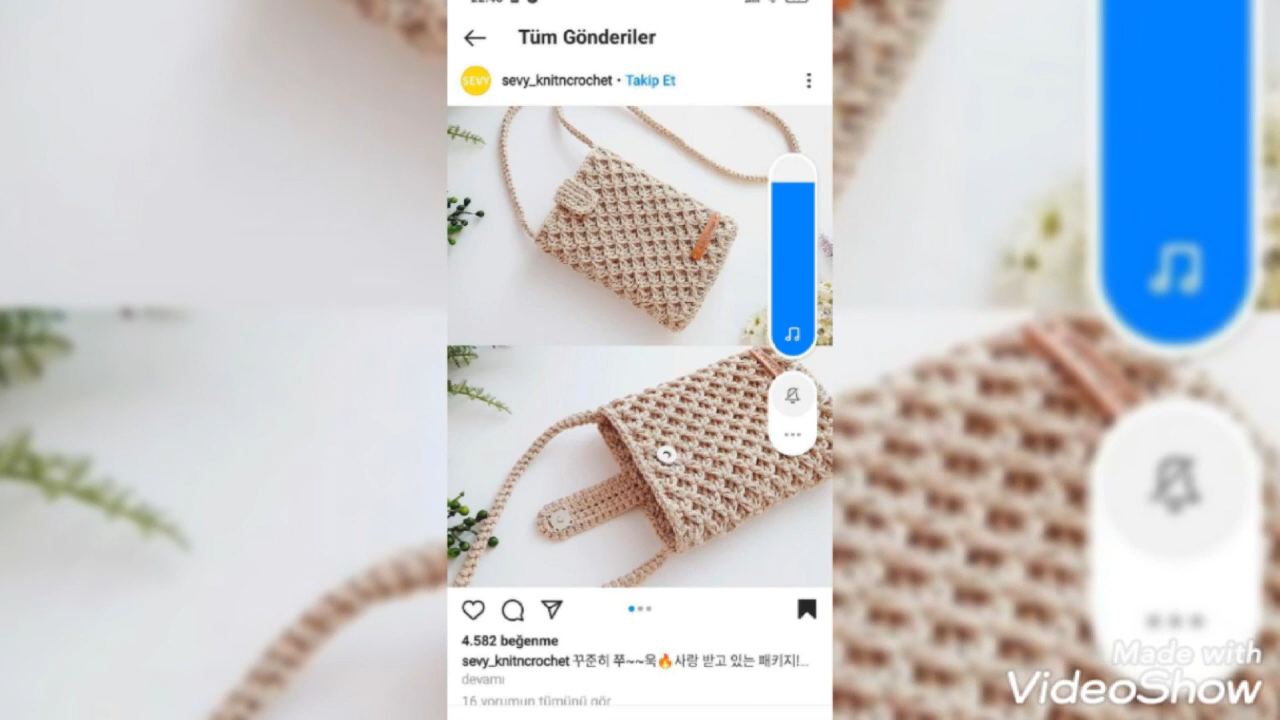 Tüm Gönderiler
SEVY
sevy_knitncrochet • Takip Et
4.582 beğenme
sevy_knitncrochet 꾸준히 쭈~~욱🔥사랑 받고 있는 패키지!...
devamı
16 yorumun tümünü gör
Made with
VideoShow